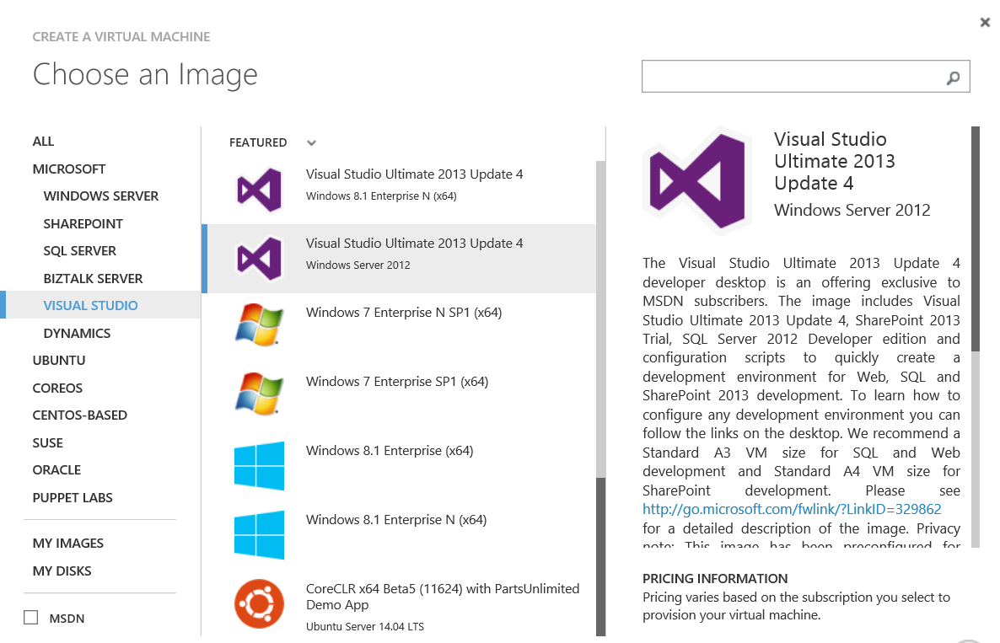 CREATE A VIRTUAL MACHINE
Choose an Image
ALL
MICROSOFT
WINDOWS SERVER
SHAREPOINT
SQL SERVER
BIZTALK SERVER
VISUAL STUDIO
DYNAMICS
UBUNTU
COREOS
CENTOS-BASED
SUSE
ORACLE
PUPPET LABS
MY IMAGES
MY DISKS
MSDN
FEATURED
Visual Studio Ultimate 2013 Update 4
Windows 8.1 Enterprise N (x64)
Visual Studio Ultimate 2013 Update 4
Windows Server 2012
Windows 7 Enterprise N SP1 (x64)
Windows 7 Enterprise SP1 (x64)
Windows 8.1 Enterprise (x64)
Windows 8.1 Enterprise N (x64)
CoreCLR x64 Beta5 (11624) with PartsUnlimited
Demo App
Ubuntu Server 14.04 LTS
Visual Studio
Ultimate 2013
Update 4
Windows Server 2012
The Visual Studio Ultimate 2013 Update 4
developer desktop is an offering exclusive to
MSDN subscribers. The image includes Visual
Studio Ultimate 2013 Update 4, SharePoint 2013
Trial, SQL Server 2012 Developer edition and
configuration scripts to quickly create a
development environment for Web, SQL and
SharePoint 2013 development. To learn how to
configure any development environment you can
follow the links on the desktop. We recommend a
Standard A3 VM size for SQL and Web
development and Standard A4 VM size for
SharePoint development. Please see
http://go.microsoft.com/fwlink/?LinkID=329862
for a detailed description of the image. Privacy
note: This image has been preconfigured for
PRICING INFORMATION
Pricing varies based on the subscription you select to
provision your virtual machine.